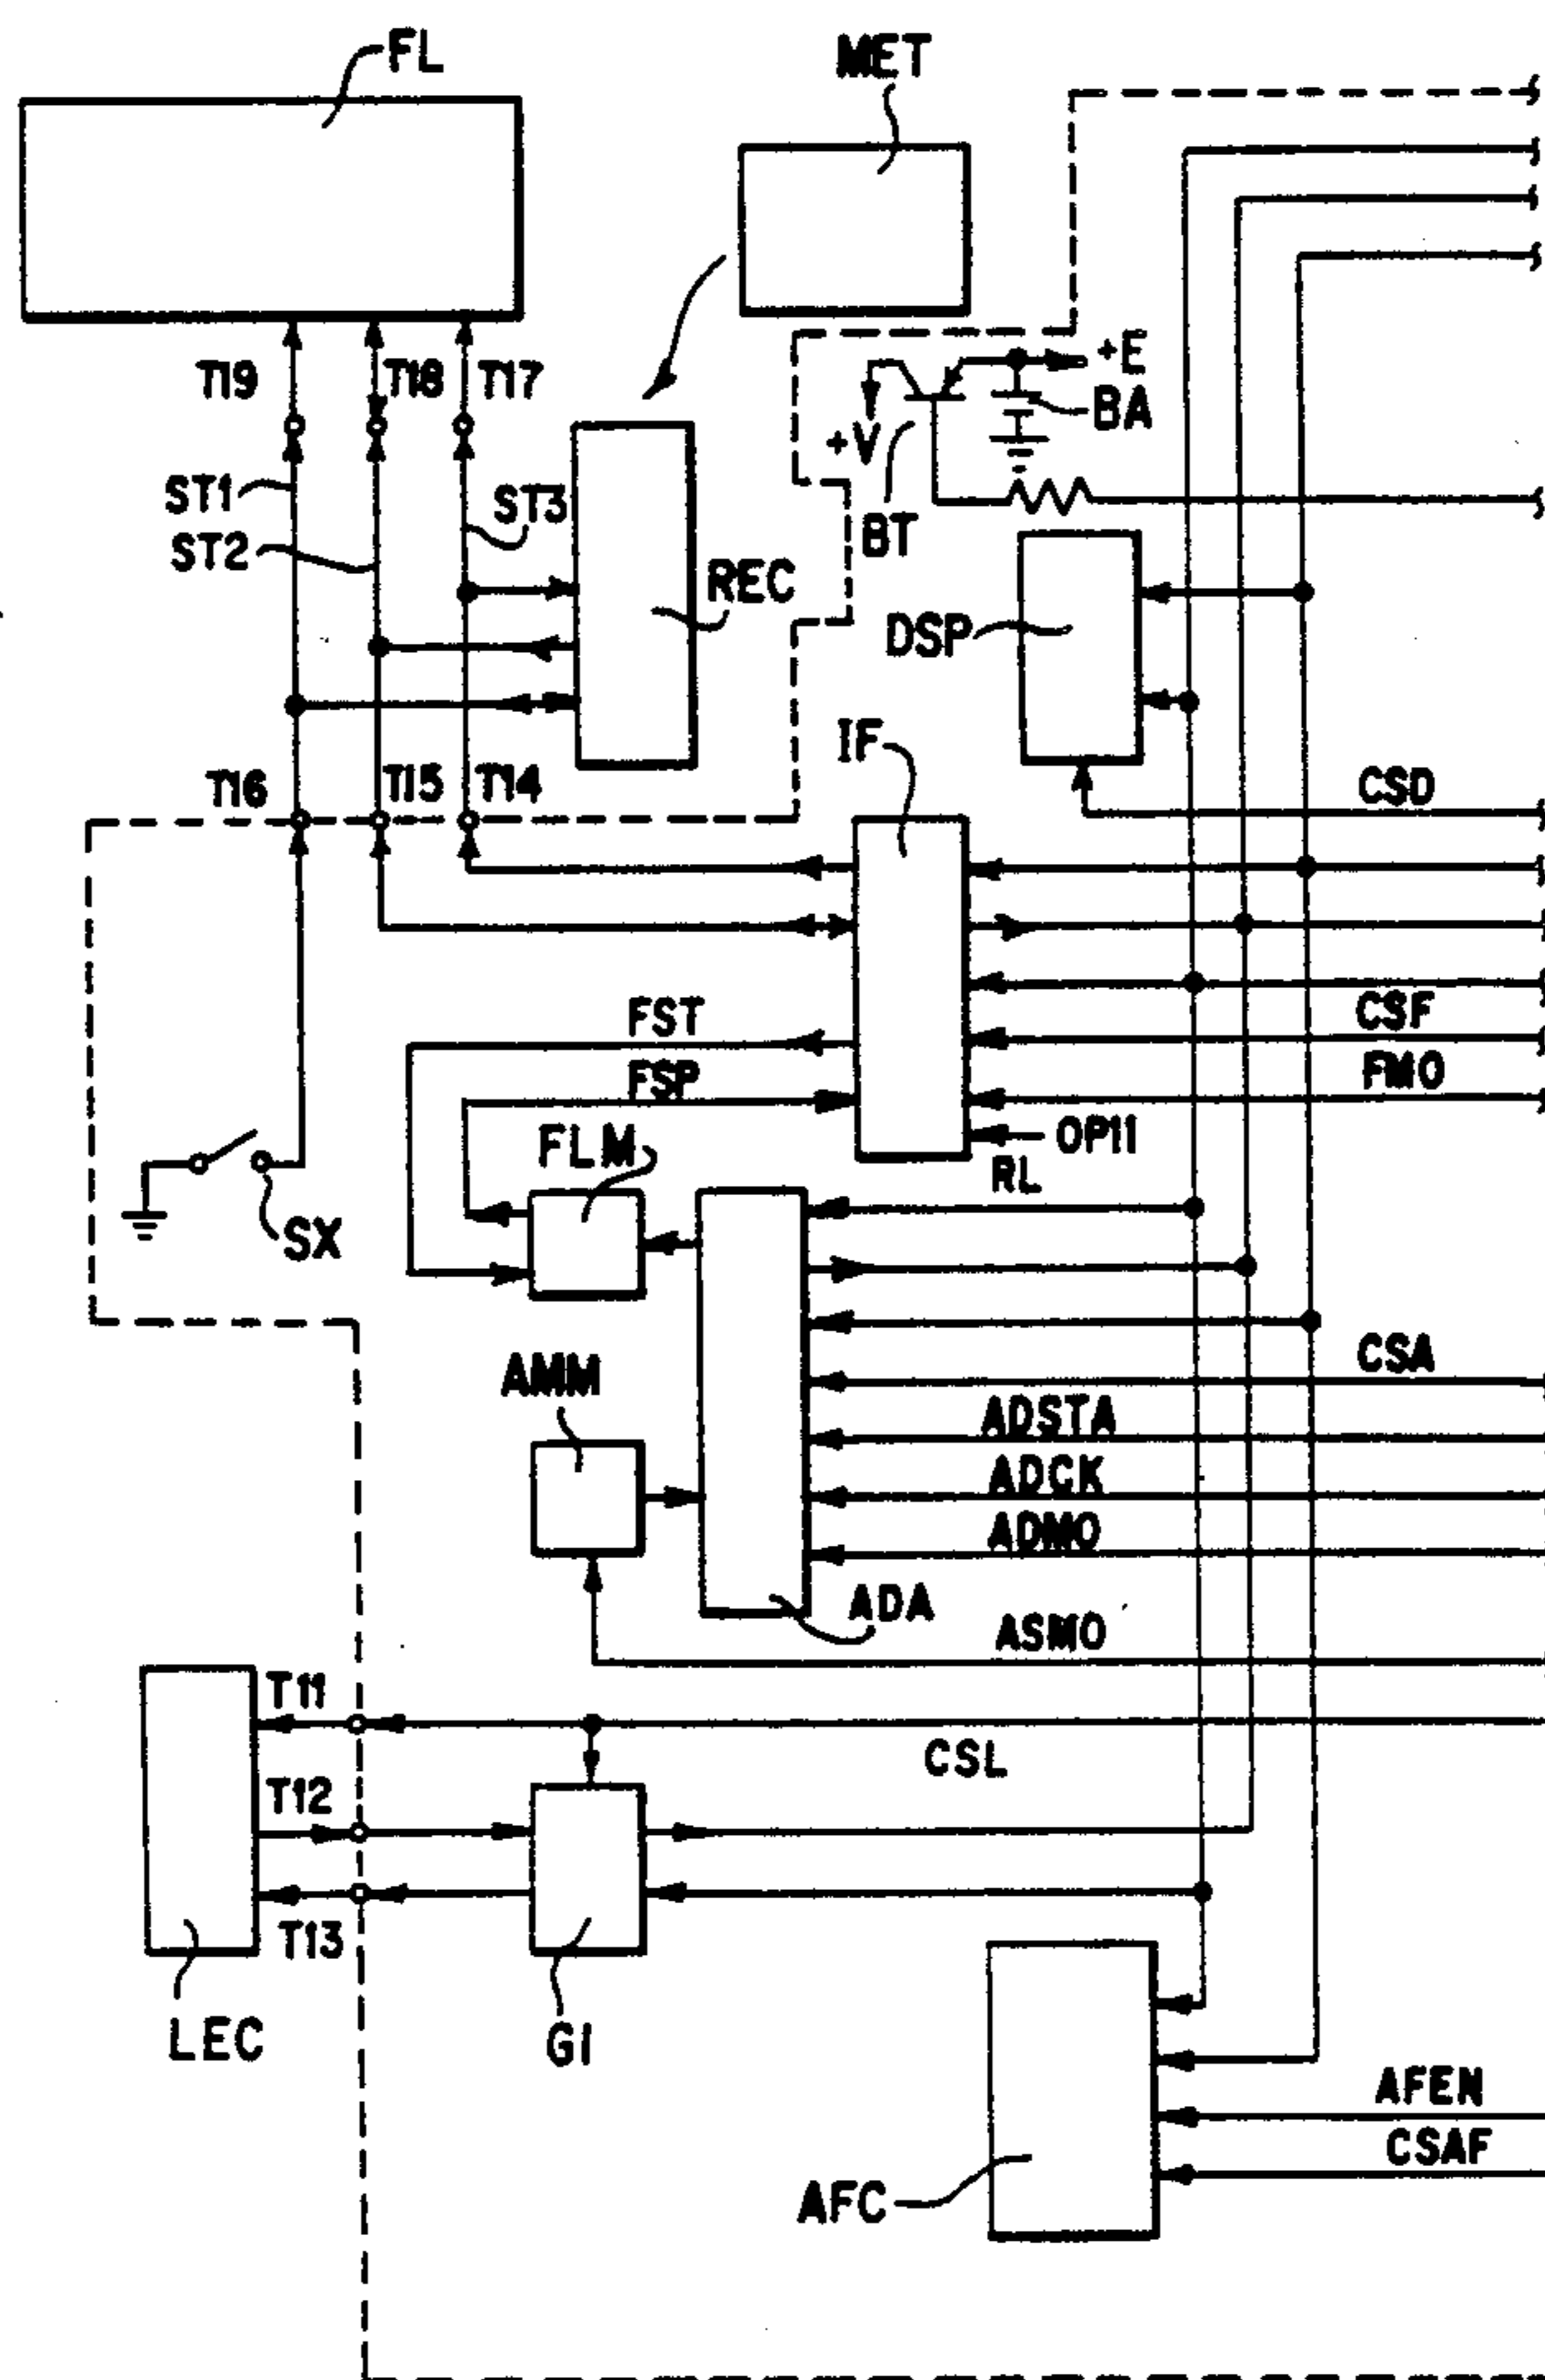 FL
MET
T19
T18
T17
+E
BA
+V
BT
ST1
ST3
ST2
REC
DSP
IF
T16
T15
T14
CSD
FST
CSF
FSP
FMO
FLM
OP11
RL
SX
CSA
AMM
ADSTA
ADCK
ADMO
ADA
ASMO
T11
CSL
T12
T13
LEC
G1
AFEN
CSAF
AFC